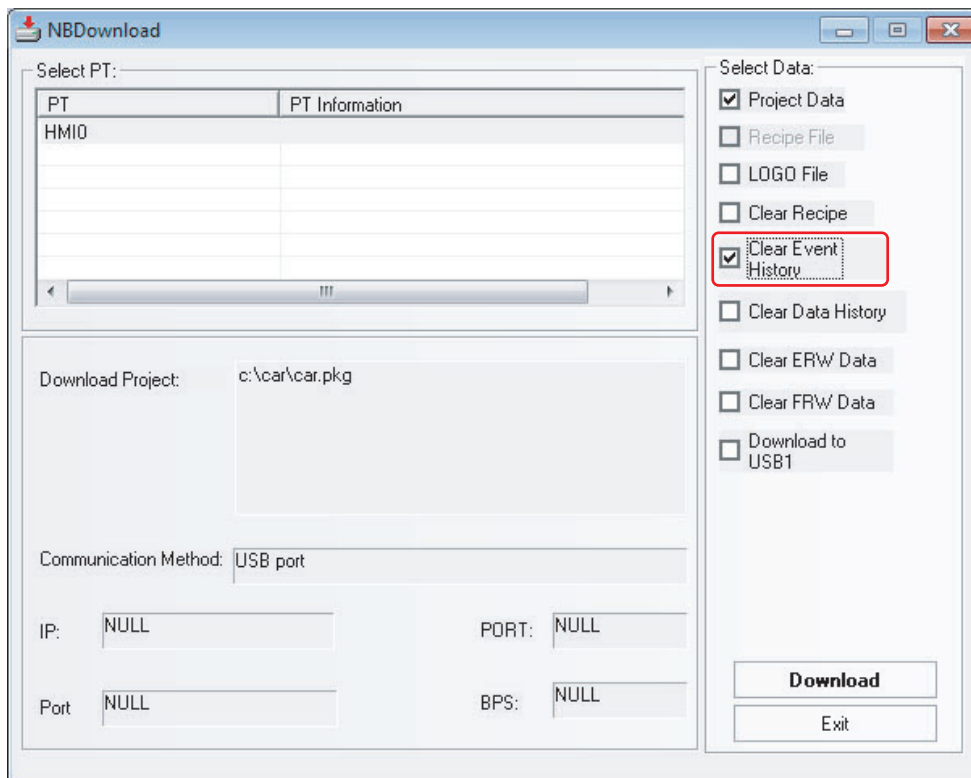 NBDownload
Select PT:
PT PT Information
HMI0
Download Project: c:\car\car.pkg
Communication Method: USB port
IP: NULL PORT: NULL
Port NULL BPS: NULL
Select Data:
Project Data
Recipe File
LOGO File
Clear Recipe
Clear Event
History
Clear Data History
Clear ERW Data
Clear FRW Data
Download to
USB1
Download
Exit